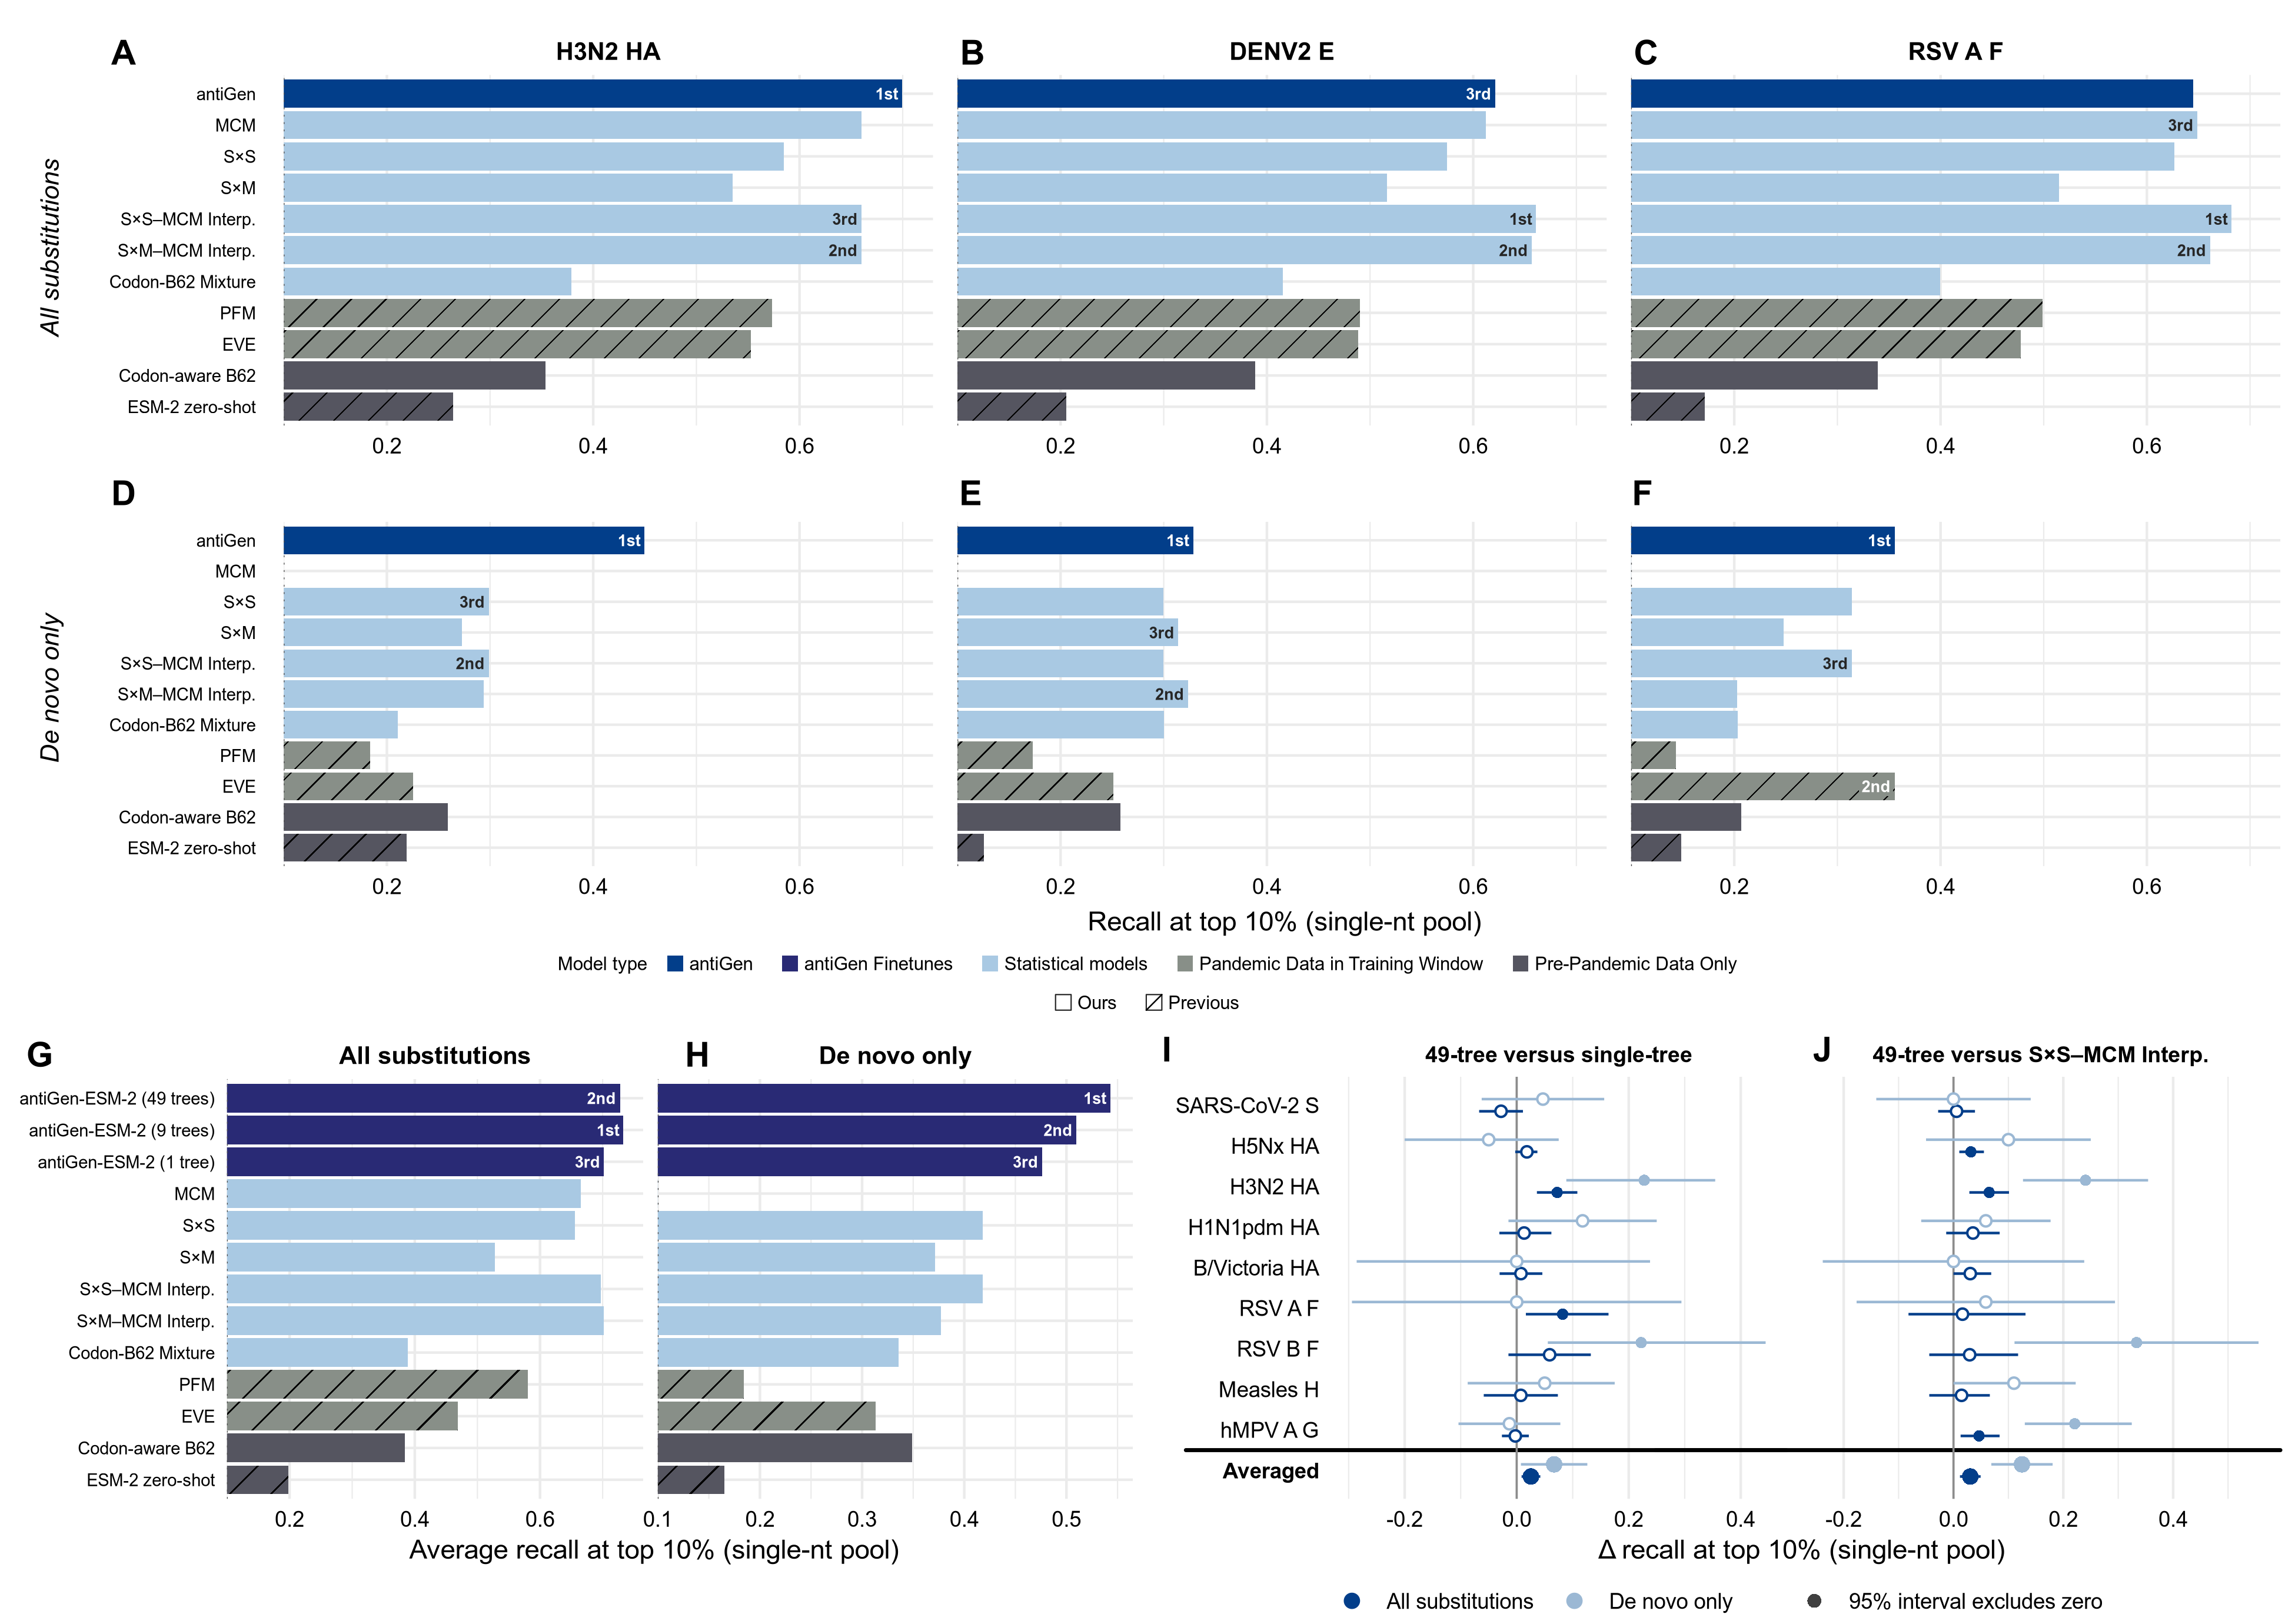 A
H3N2 HA
B
DENV2 E
C
RSV A F
All substitutions
antiGen
MCM
S×S
S×M
S×S–MCM Interp.
S×M–MCM Interp.
Codon-B62 Mixture
PFM
EVE
Codon-aware B62
ESM-2 zero-shot
1st
3rd
2nd
3rd
1st
2nd
3rd
1st
2nd
0.2 0.4 0.6
0.2 0.4 0.6
0.2 0.4 0.6
D
E
F
De novo only
antiGen
MCM
S×S
S×M
S×S–MCM Interp.
S×M–MCM Interp.
Codon-B62 Mixture
PFM
EVE
Codon-aware B62
ESM-2 zero-shot
1st
3rd
2nd
1st
3rd
2nd
1st
3rd
2nd
0.2 0.4 0.6
0.2 0.4 0.6
0.2 0.4 0.6
Recall at top 10% (single-nt pool)
Model type antiGen antiGen Finetunes Statistical models Pandemic Data in Training Window Pre-Pandemic Data Only
Ours Previous
G
All substitutions
antiGen-ESM-2 (49 trees)
antiGen-ESM-2 (9 trees)
antiGen-ESM-2 (1 tree)
MCM
S×S
S×M
S×S–MCM Interp.
S×M–MCM Interp.
Codon-B62 Mixture
PFM
EVE
Codon-aware B62
ESM-2 zero-shot
2nd
1st
3rd
0.2 0.4 0.6
H
De novo only
1st
2nd
3rd
0.1 0.2 0.3 0.4 0.5
Average recall at top 10% (single-nt pool)
I
49-tree versus single-tree
J
49-tree versus S×S–MCM Interp.
SARS-CoV-2 S
H5Nx HA
H3N2 HA
H1N1pdm HA
B/Victoria HA
RSV A F
RSV B F
Measles H
hMPV A G
Averaged
-0.2 0.0 0.2 0.4
-0.2 0.0 0.2 0.4
Δ recall at top 10% (single-nt pool)
All substitutions De novo only 95% interval excludes zero